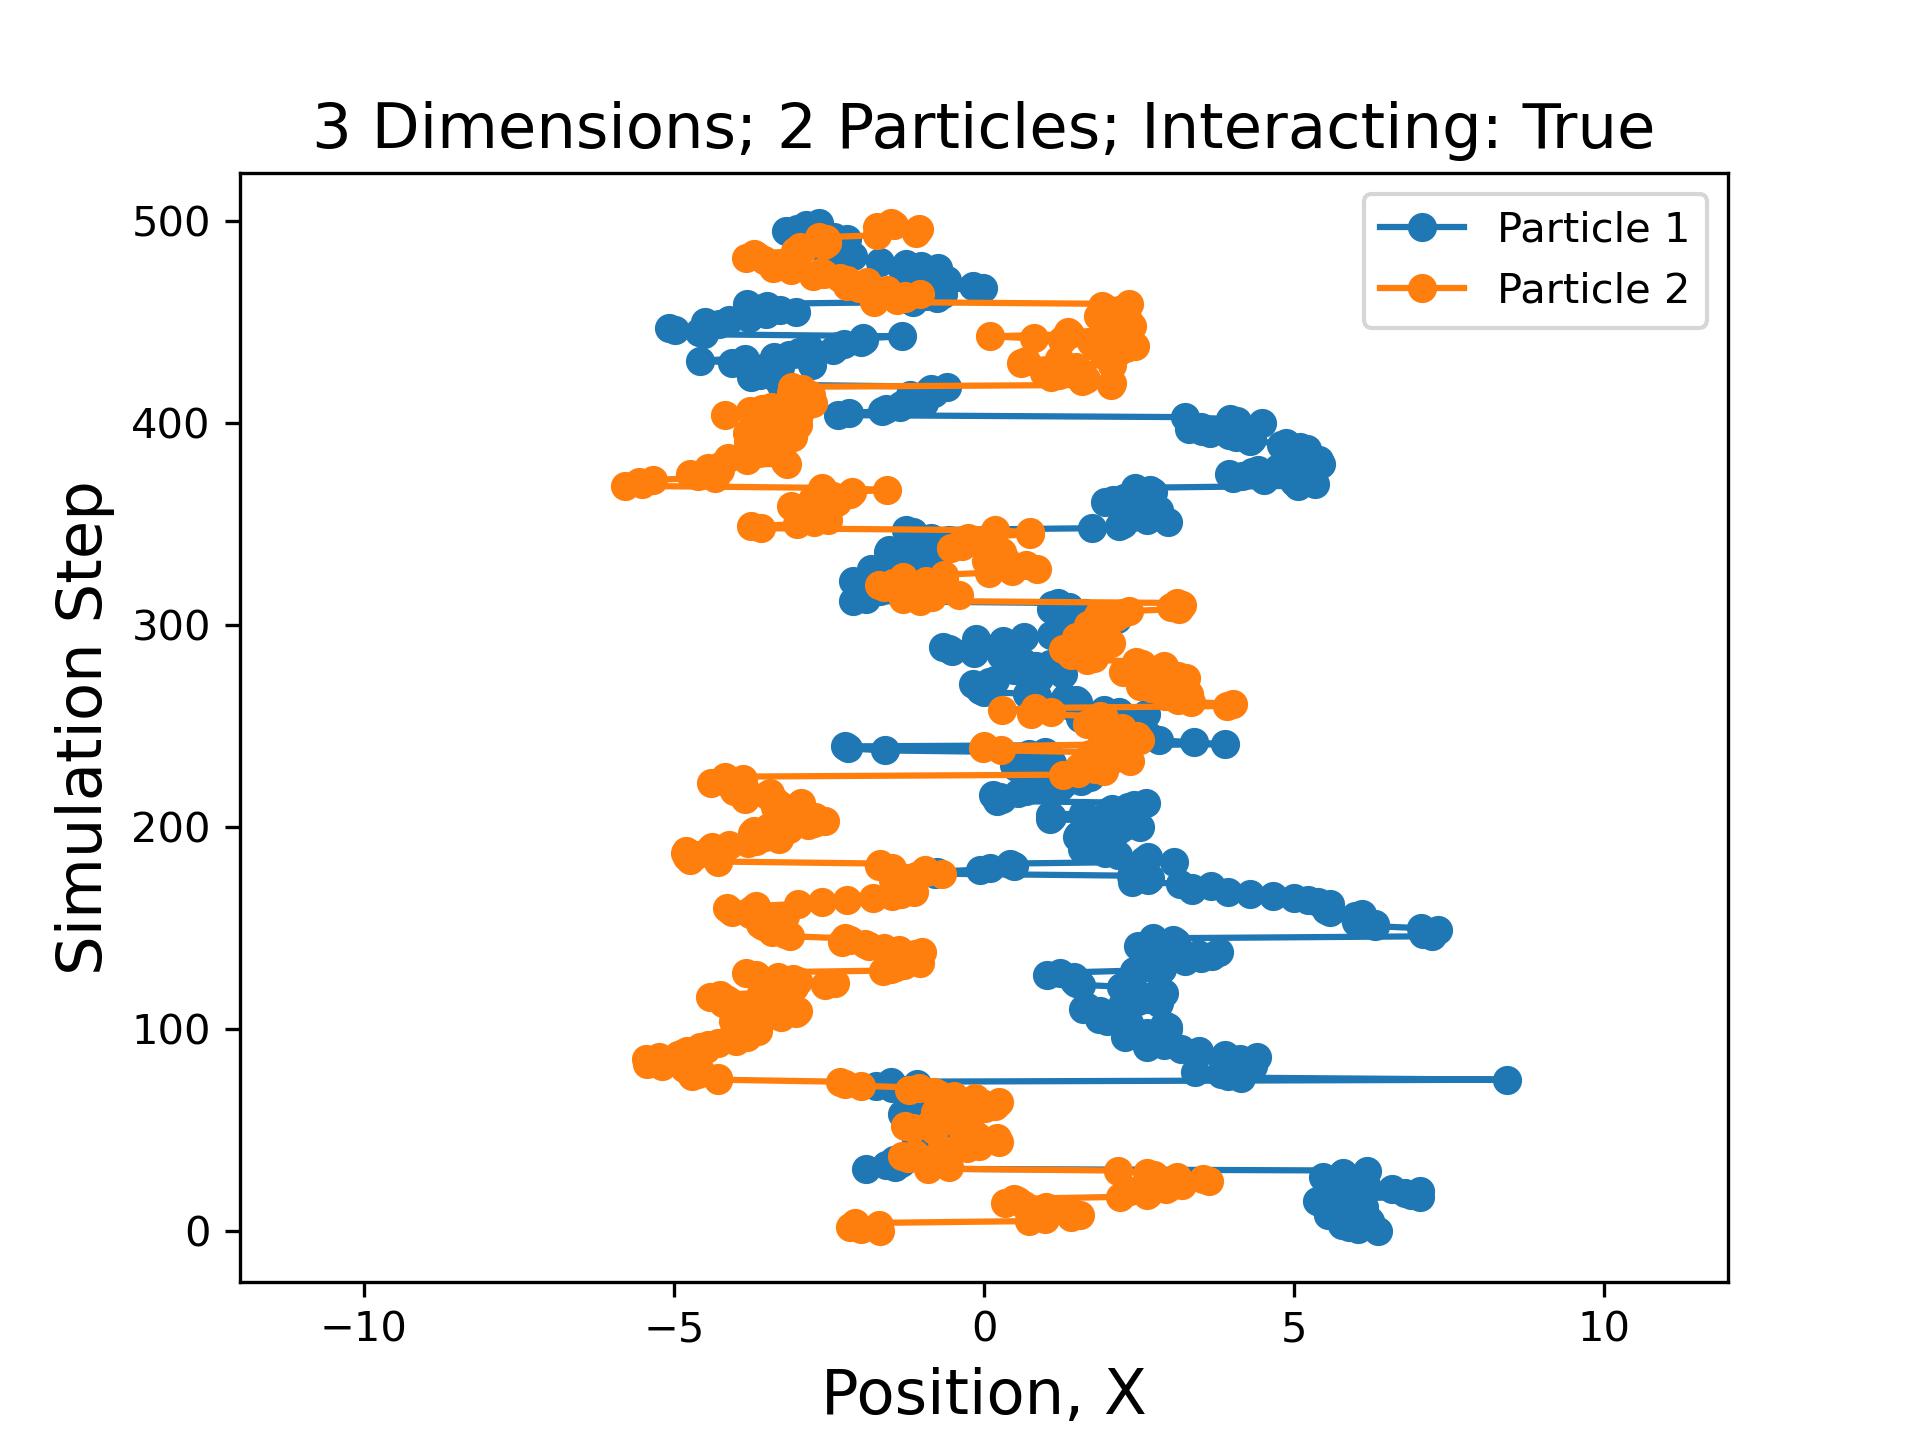 3 Dimensions; 2 Particles; Interacting: True
Particle 1
Particle 2
500
400
300
200
100
0
Simulation Step
−10
−5
0
5
10
Position, X